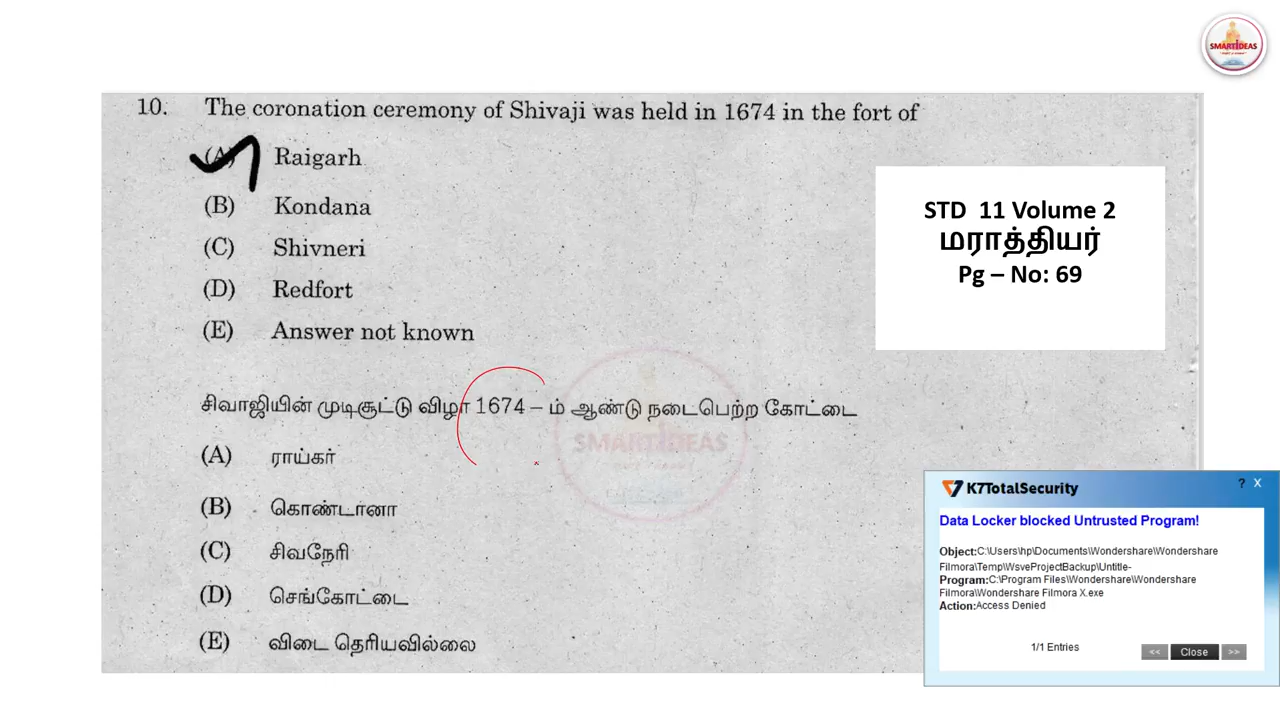 SMARTIDEAS
10. The coronation ceremony of Shivaji was held in 1674 in the fort of
(A) Raigarh
(B) Kondana
(C) Shivneri
(D) Redfort
(E) Answer not known
STD 11 Volume 2
மராத்தியர்
Pg – No: 69
சிவாஜியின் முடிசூட்டு விழா 1674 – ம் ஆண்டு நடைபெற்ற கோட்டை
(A) ராய்கர்
(B) கொண்டானா
(C) சிவநேரி
(D) செங்கோட்டை
(E) விடை தெரியவில்லை
SMARTIDEAS
K7TotalSecurity
? X
Data Locker blocked Untrusted Program!
Object:C:\Users\hp\Documents\Wondershare\Wondershare
Filmora\Temp\WsveProjectBackup\Untitle-
Program:C:\Program Files\Wondershare\Wondershare
Filmora\Wondershare Filmora X.exe
Action:Access Denied
1/1 Entries
<< Close >>